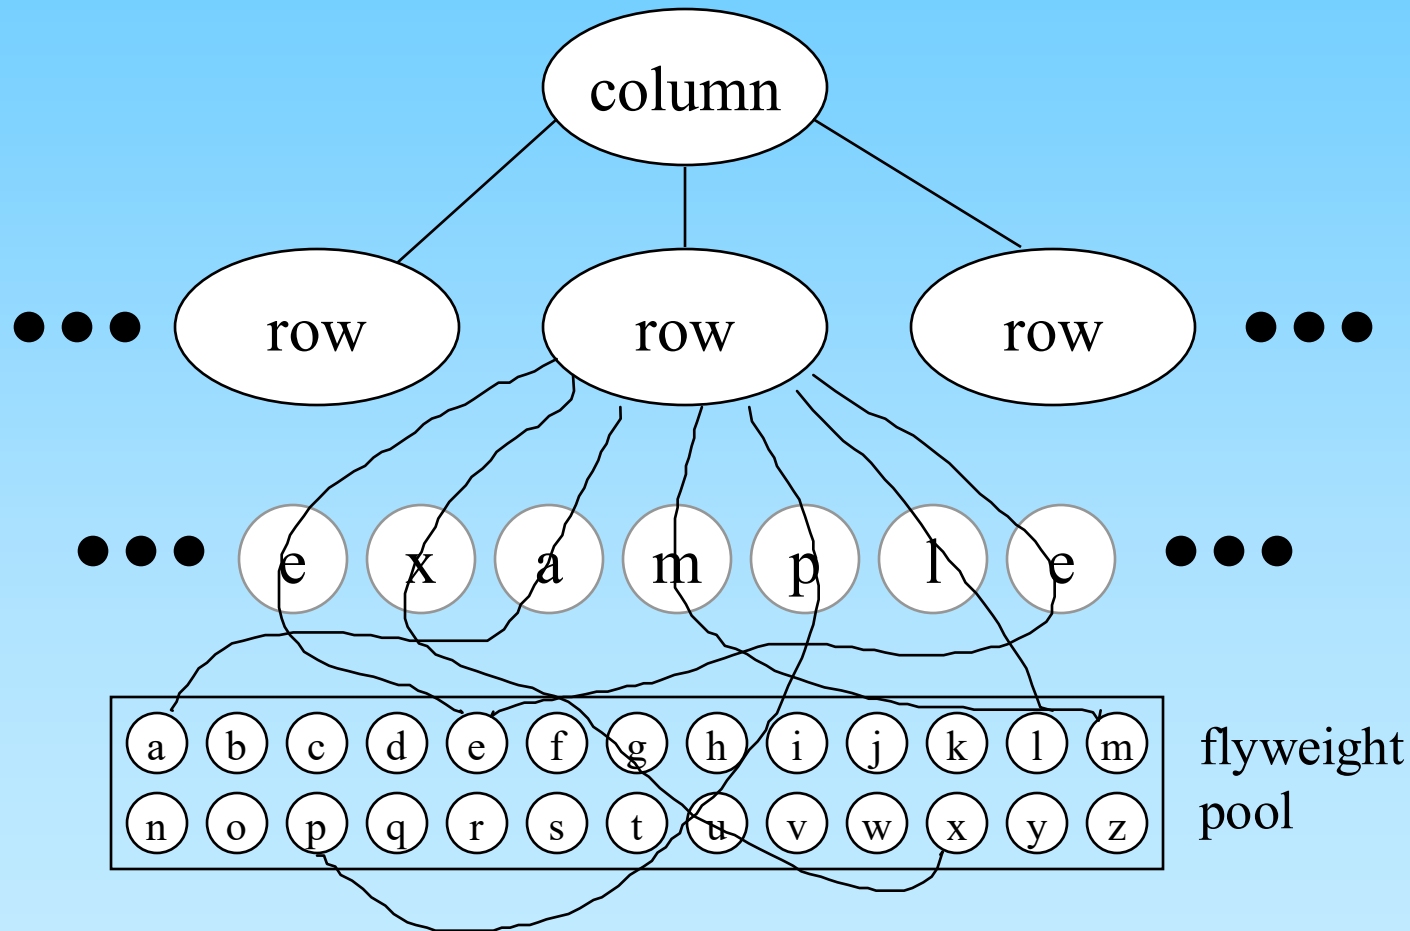 column
row row row
e x a m p l e
a b c d e f g h i j k l m
n o p q r s t u v w x y z
flyweight
pool